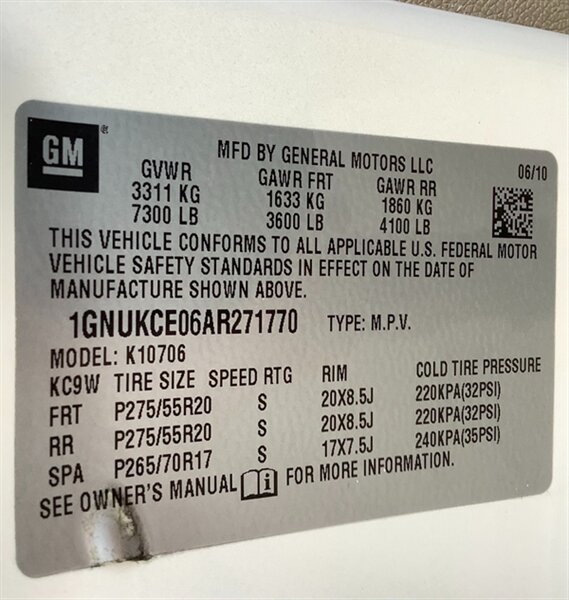 GM ®
MFD BY GENERAL MOTORS LLC 06/10
GVWR GAWR FRT GAWR RR
3311 KG 1633 KG 1860 KG
7300 LB 3600 LB 4100 LB
THIS VEHICLE CONFORMS TO ALL APPLICABLE U.S. FEDERAL MOTOR
VEHICLE SAFETY STANDARDS IN EFFECT ON THE DATE OF
MANUFACTURE SHOWN ABOVE.
1GNUKCE06AR271770 TYPE: M.P.V.
MODEL: K10706
KC9W TIRE SIZE SPEED RTG RIM COLD TIRE PRESSURE
FRT P275/55R20 S 20X8.5J 220KPA(32PSI)
RR P275/55R20 S 20X8.5J 220KPA(32PSI)
SPA P265/70R17 S 17X7.5J 240KPA(35PSI)
SEE OWNER'S MANUAL i FOR MORE INFORMATION.